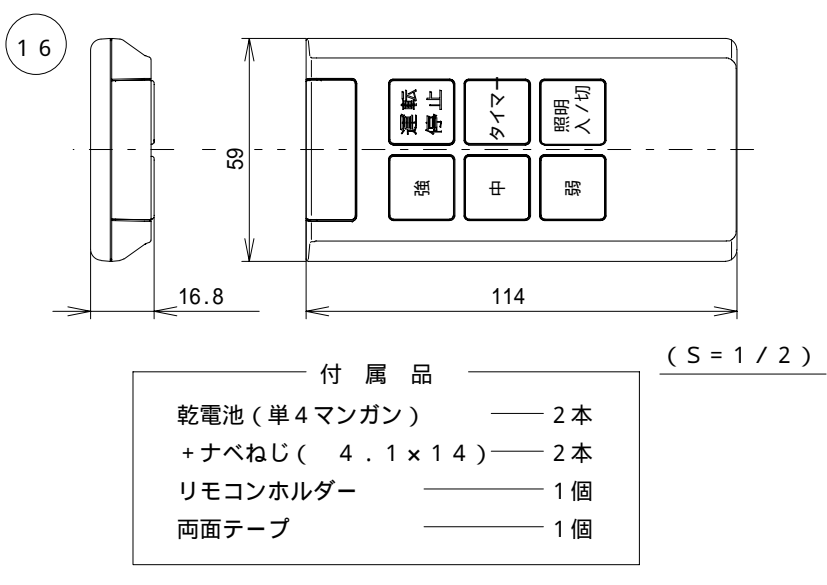 16
運転
停止
タイマー
照明
入/切
強
中
弱
59
16.8
114
(S=1/2)
付属品
乾電池(単4マンガン) 2本
+ナベねじ( 4.1×14) 2本
リモコンホルダー 1個
両面テープ 1個